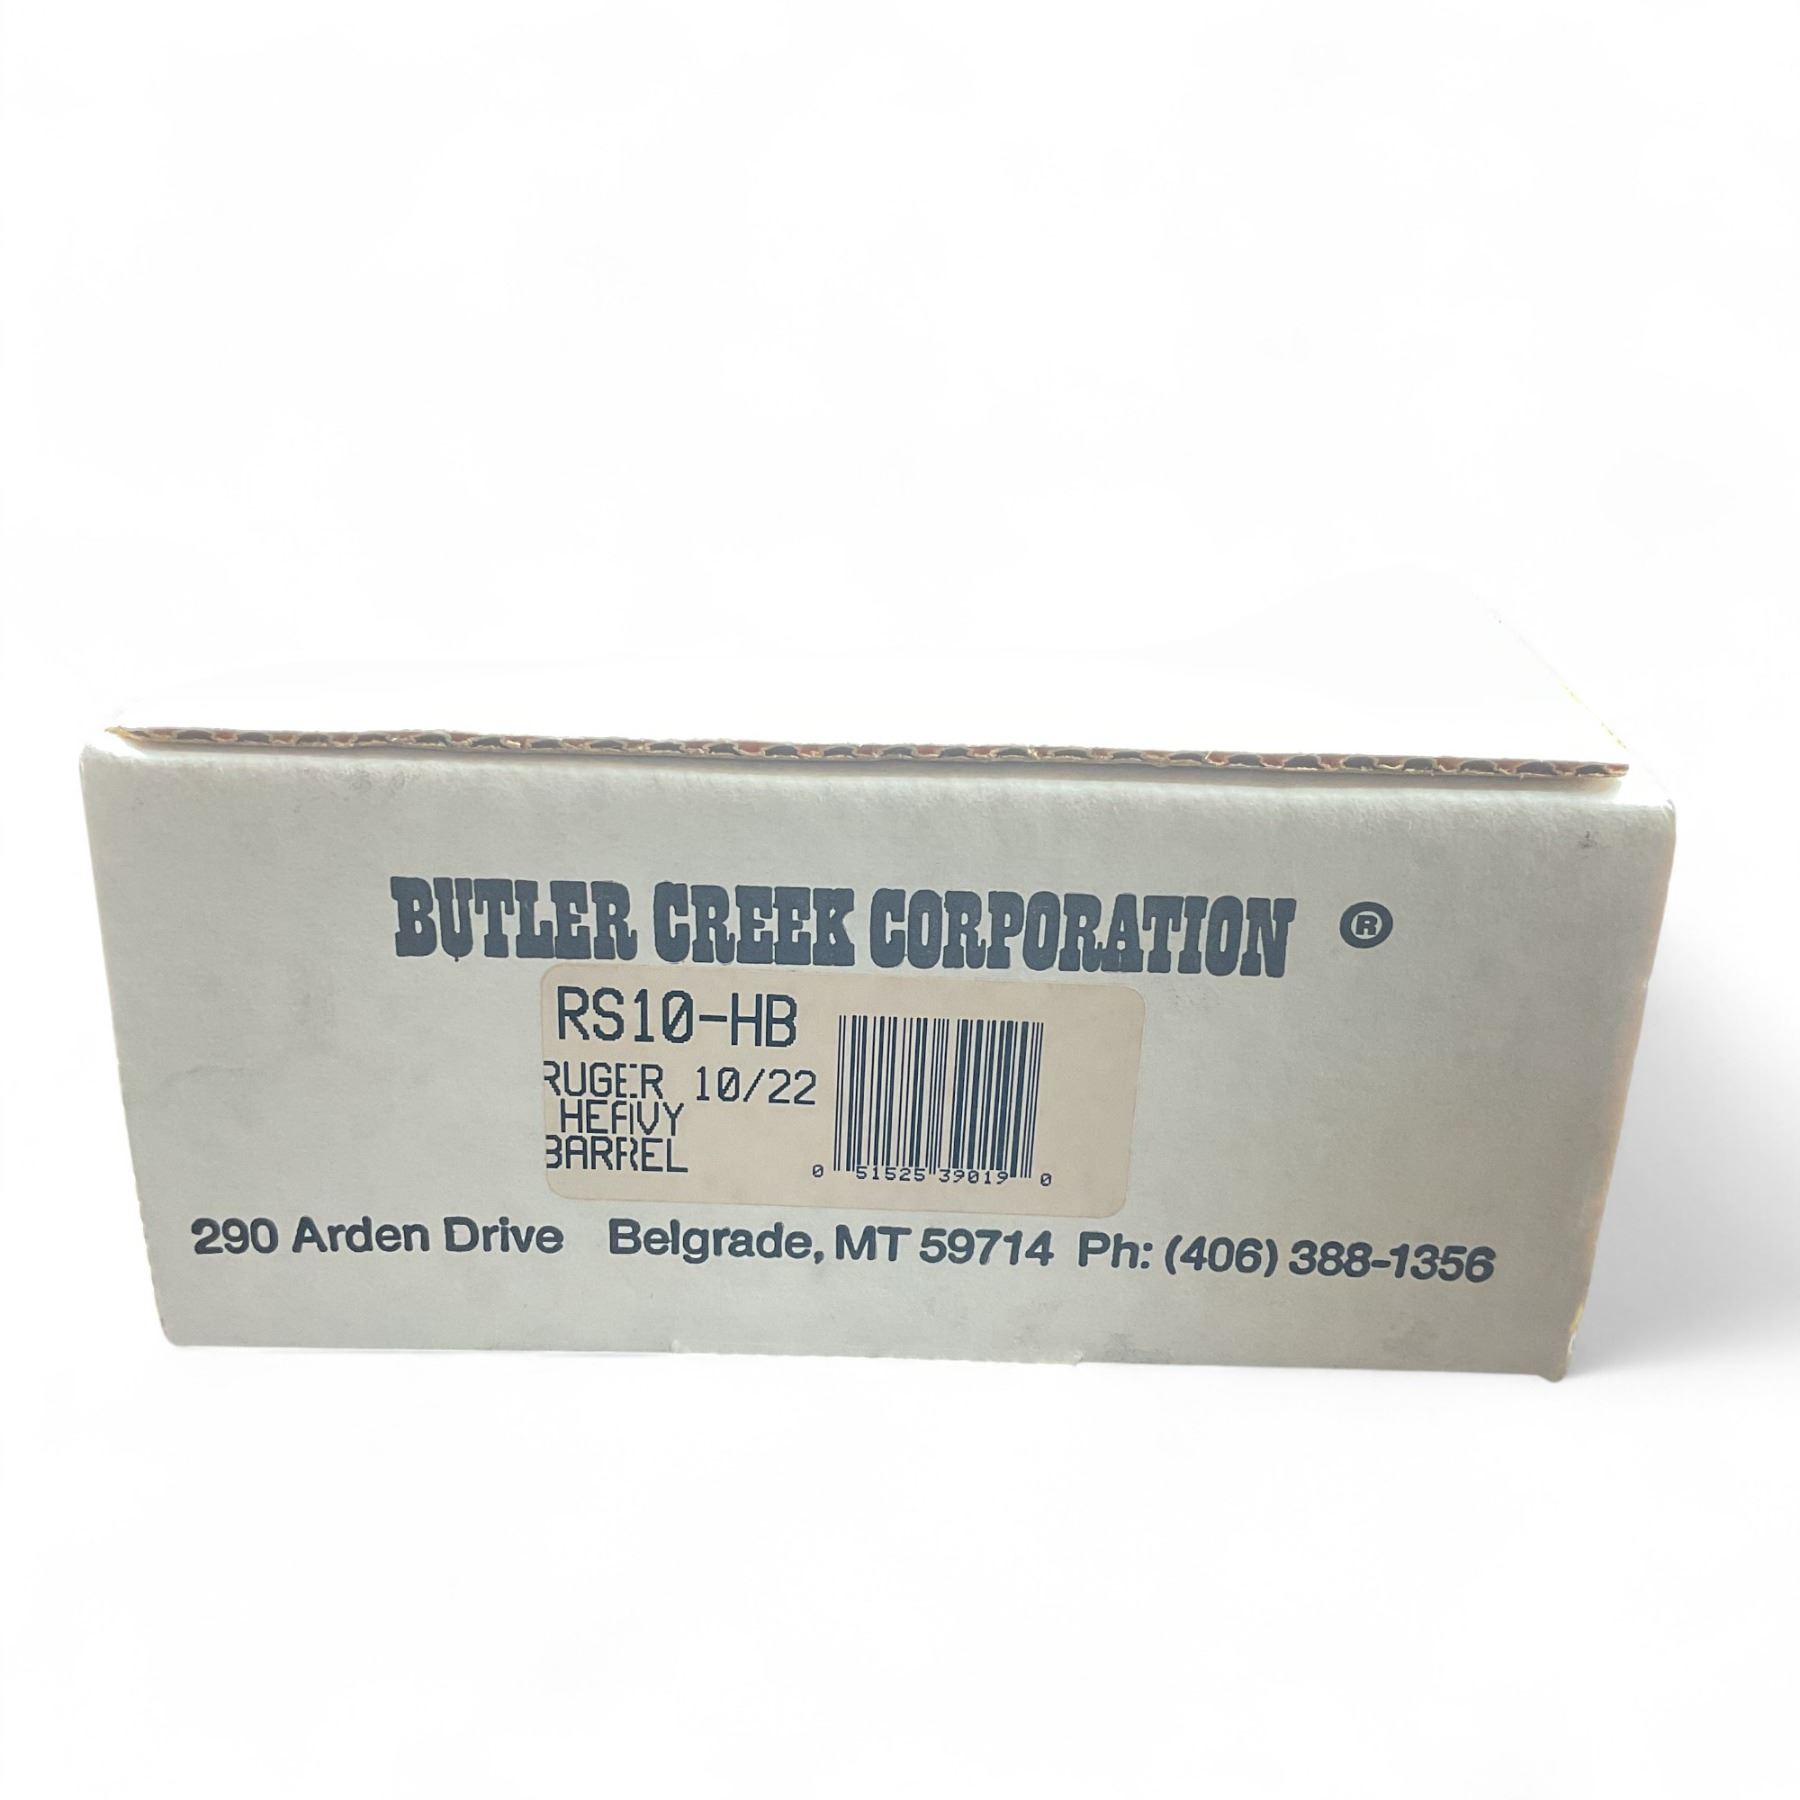 BUTLER CREEK CORPORATION ®
RS10-HB
RUGER 10/22
HEAVY
BARREL
0 51525 39019 0
290 Arden Drive Belgrade, MT 59714 Ph: (406) 388-1356